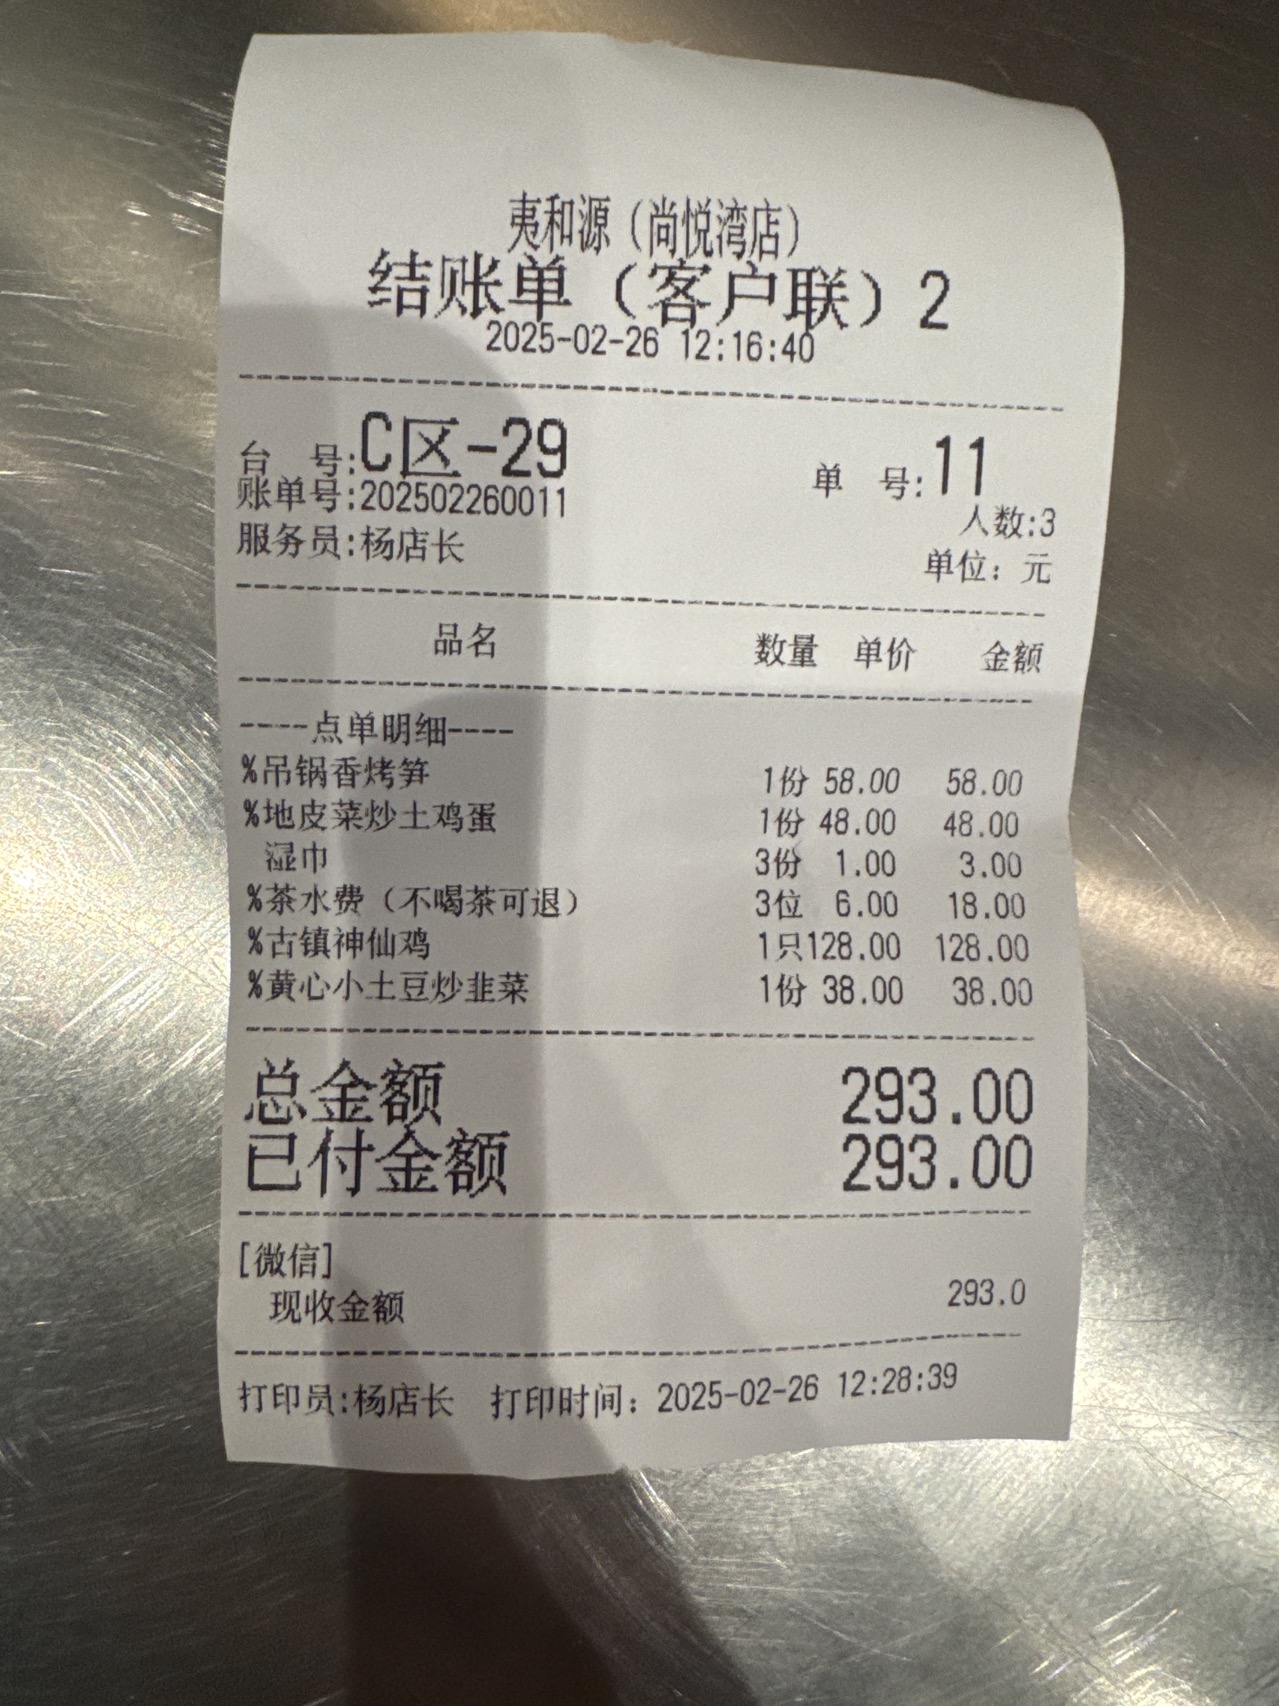 夷和源（尚悦湾店）
结账单（客户联）2
2025-02-26 12:16:40
台 号:C区-29 单 号:11
账单号:202502260011 人数:3
服务员:杨店长 单位：元
品名 数量 单价 金额
----点单明细----
%吊锅香烤笋 1份 58.00 58.00
%地皮菜炒土鸡蛋 1份 48.00 48.00
湿巾 3份 1.00 3.00
%茶水费（不喝茶可退） 3位 6.00 18.00
%古镇神仙鸡 1只128.00 128.00
%黄心小土豆炒韭菜 1份 38.00 38.00
总金额 293.00
已付金额 293.00
[微信]
现收金额 293.0
打印员:杨店长 打印时间：2025-02-26 12:28:39